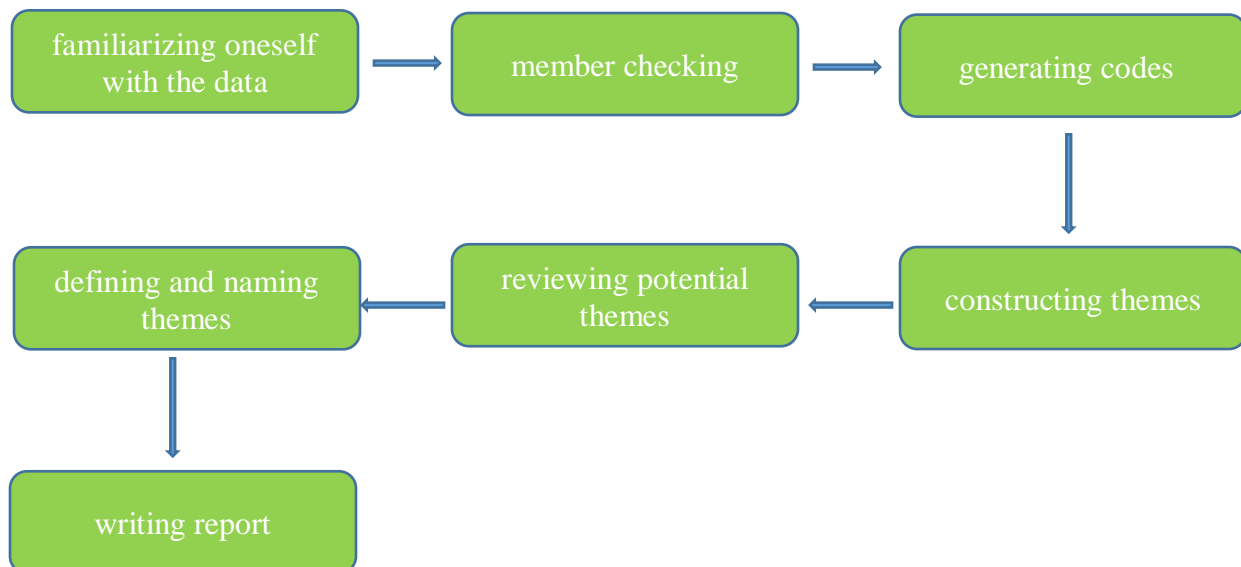 familiarizing oneself
with the data
member checking
generating codes
constructing themes
reviewing potential
themes
defining and naming
themes
writing report